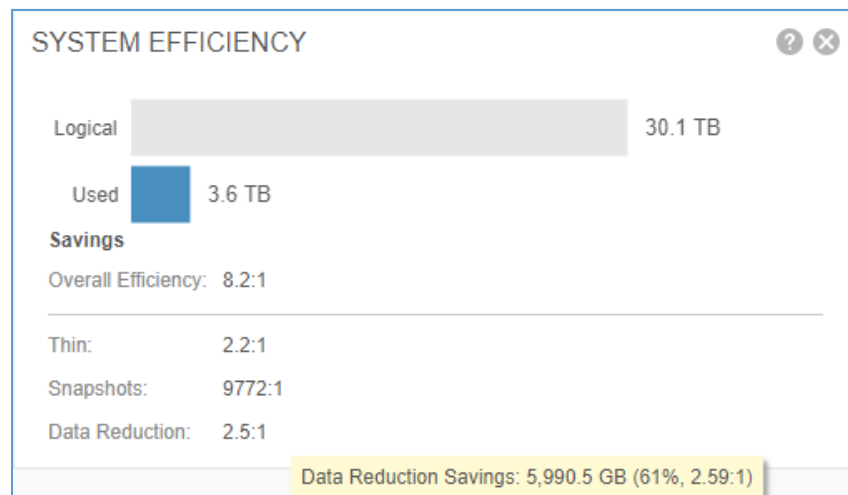 SYSTEM EFFICIENCY
Logical 30.1 TB
Used 3.6 TB
Savings
Overall Efficiency: 8.2:1
Thin: 2.2:1
Snapshots: 9772:1
Data Reduction: 2.5:1
Data Reduction Savings: 5,990.5 GB (61%, 2.59:1)